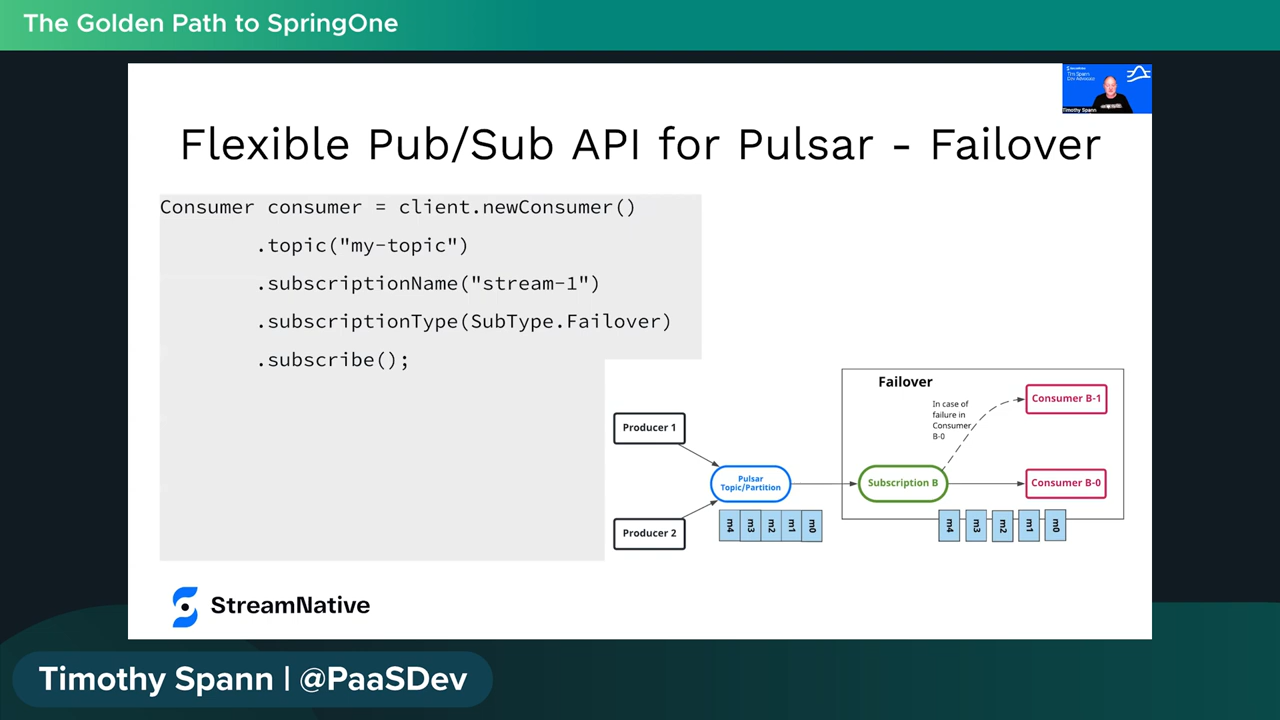 The Golden Path to SpringOne
Timothy Spann
Flexible Pub/Sub API for Pulsar - Failover
Consumer consumer = client.newConsumer()
.topic("my-topic")
.subscriptionName("stream-1")
.subscriptionType(SubType.Failover)
.subscribe();
Failover
In case of
failure in
Consumer
B-0
Consumer B-1
Producer 1
Pulsar
Topic/Partition
Subscription B
Consumer B-0
Producer 2
m4 m3 m2 m1 m0
m4 m3 m2 m1 m0
StreamNative
Timothy Spann | @PaaSDev